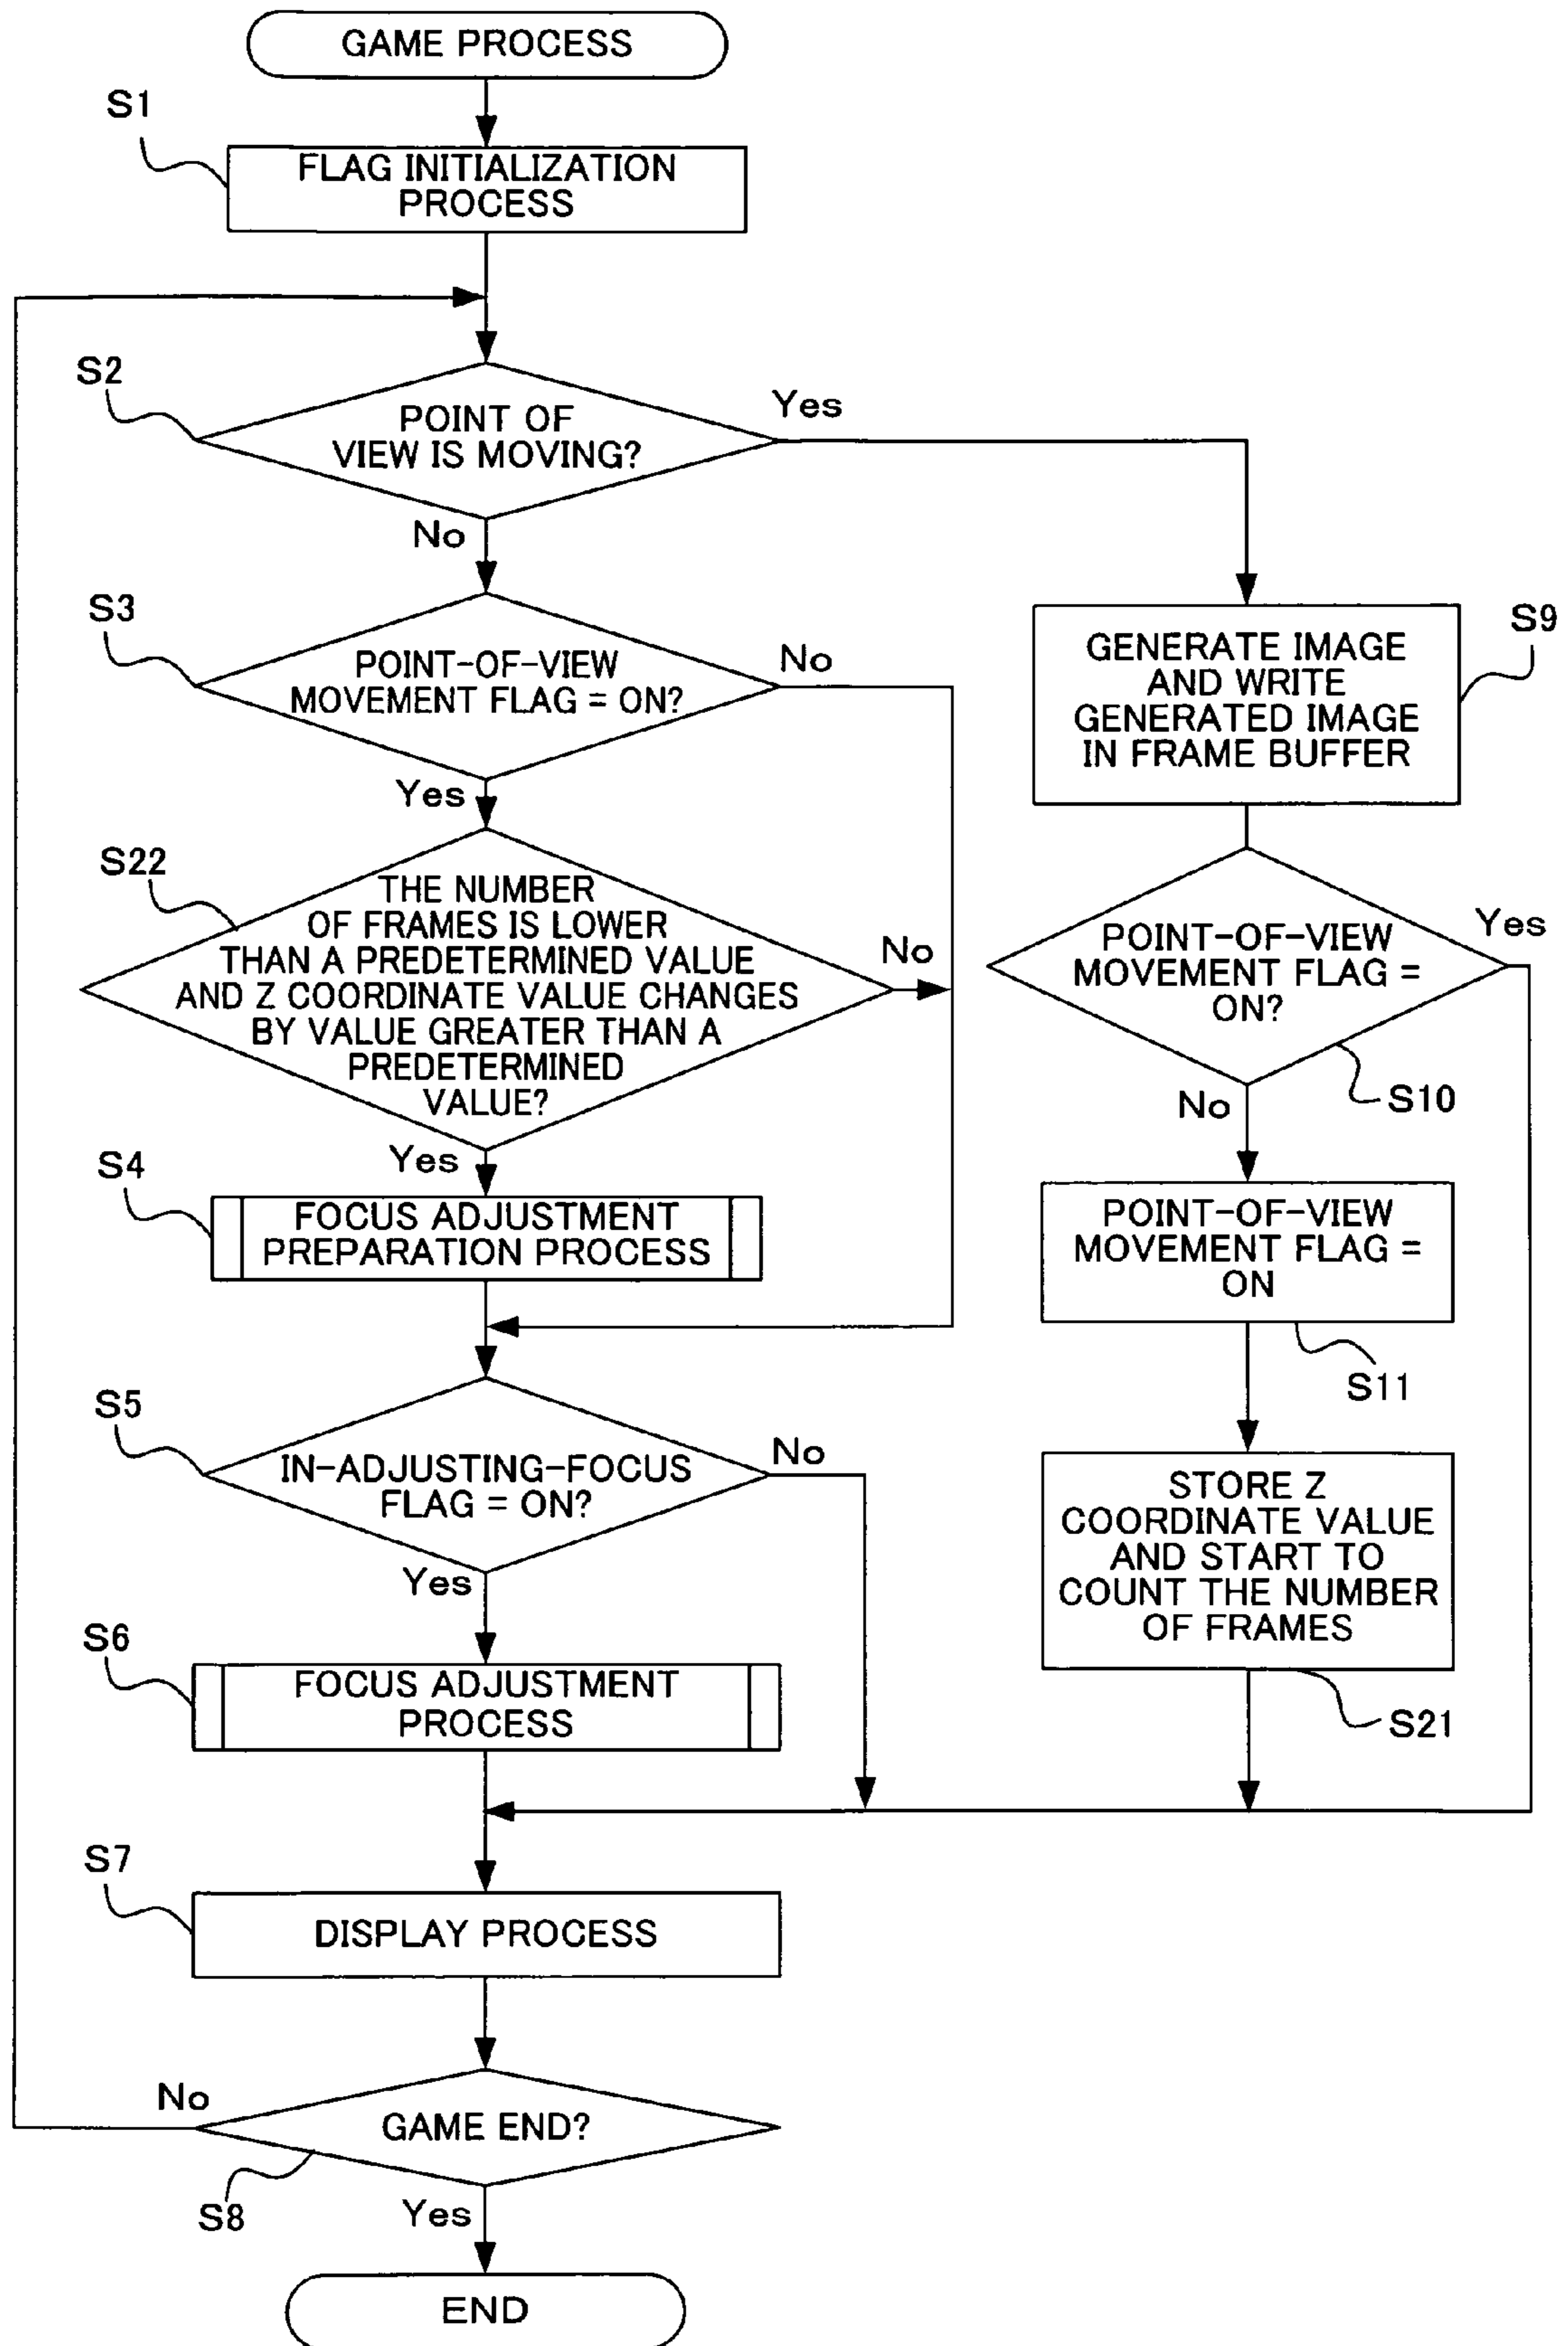 GAME PROCESS
S1
FLAG INITIALIZATION
PROCESS
S2
POINT OF
VIEW IS MOVING?
Yes
No
S3
POINT-OF-VIEW
MOVEMENT FLAG = ON?
No
Yes
S22
THE NUMBER
OF FRAMES IS LOWER
THAN A PREDETERMINED VALUE
AND Z COORDINATE VALUE CHANGES
BY VALUE GREATER THAN A
PREDETERMINED
VALUE?
No
Yes
S4
FOCUS ADJUSTMENT
PREPARATION PROCESS
S5
IN-ADJUSTING-FOCUS
FLAG = ON?
No
Yes
S6
FOCUS ADJUSTMENT
PROCESS
S7
DISPLAY PROCESS
No
GAME END?
S8
Yes
END
S9
GENERATE IMAGE
AND WRITE
GENERATED IMAGE
IN FRAME BUFFER
POINT-OF-VIEW
MOVEMENT FLAG =
ON?
Yes
S10
No
POINT-OF-VIEW
MOVEMENT FLAG =
ON
S11
STORE Z
COORDINATE VALUE
AND START TO
COUNT THE NUMBER
OF FRAMES
S21